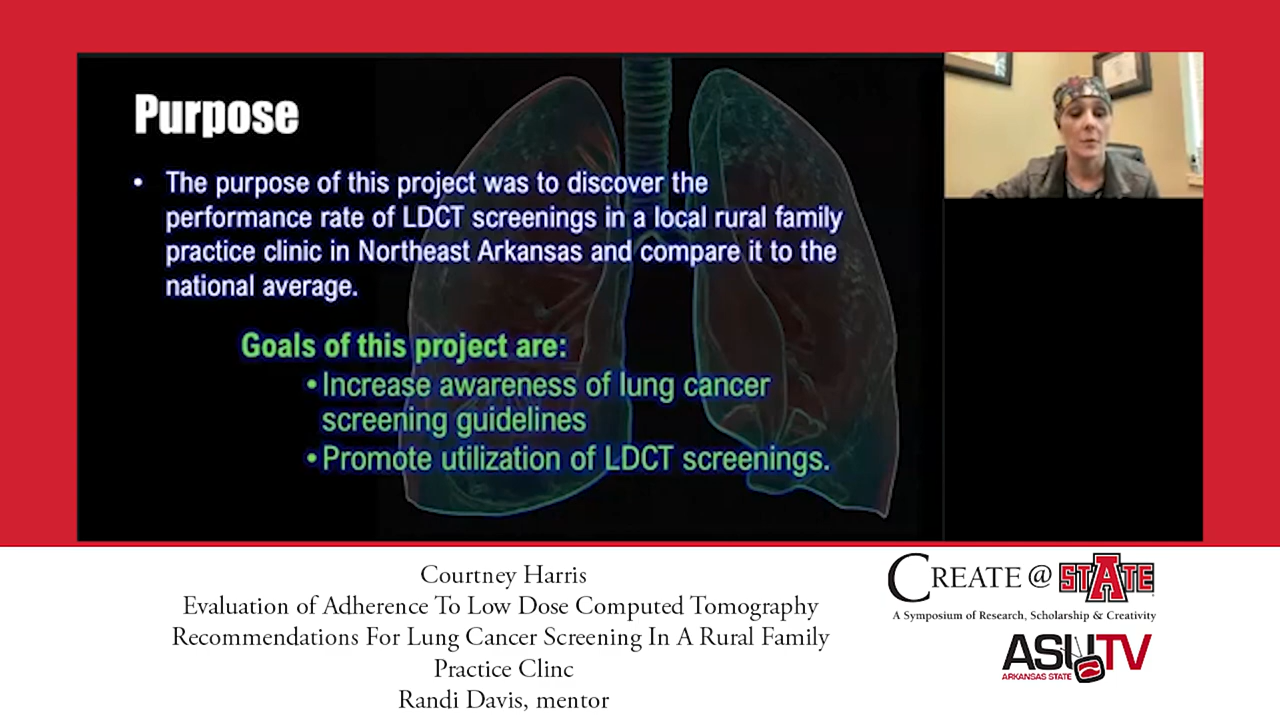 Purpose
• The purpose of this project was to discover the
performance rate of LDCT screenings in a local rural family
practice clinic in Northeast Arkansas and compare it to the
national average.
Goals of this project are:
•Increase awareness of lung cancer
screening guidelines
•Promote utilization of LDCT screenings.
Courtney Harris
Evaluation of Adherence To Low Dose Computed Tomography
Recommendations For Lung Cancer Screening In A Rural Family
Practice Clinc
Randi Davis, mentor
CREATE @ STATE
A Symposium of Research, Scholarship & Creativity
ASU TV
ARKANSAS STATE